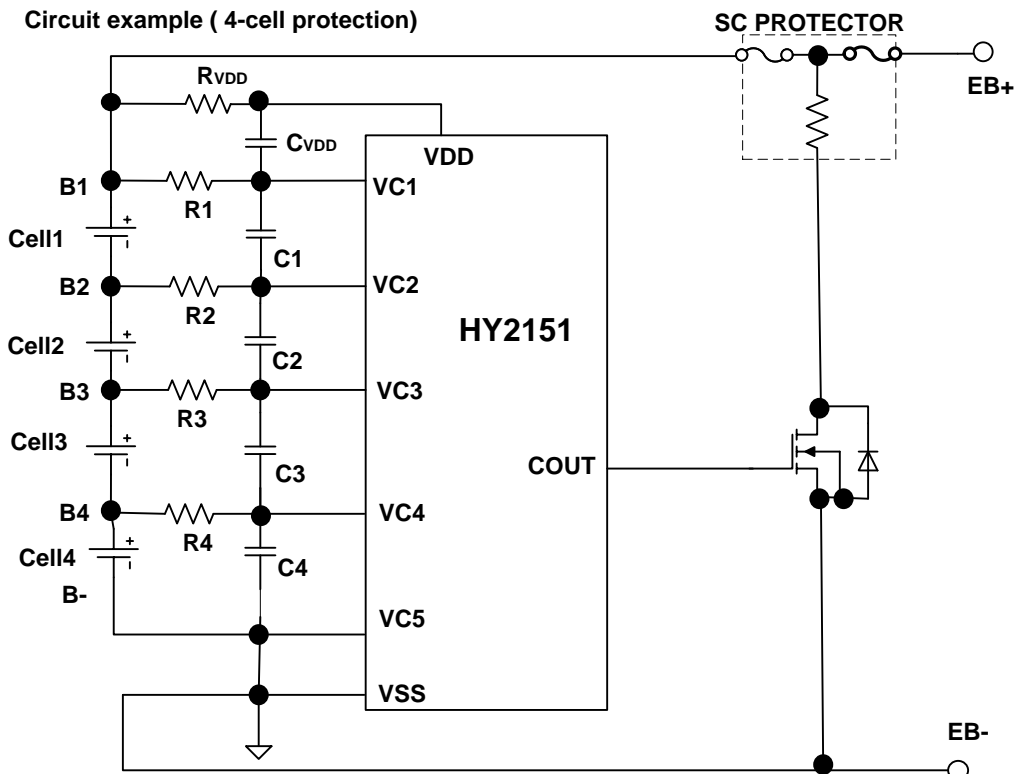 Circuit example ( 4-cell protection)
SC PROTECTOR
EB+
RVDD
CVDD
VDD
B1
R1
VC1
Cell1
C1
B2
R2
VC2
HY2151
Cell2
C2
B3
R3
VC3
Cell3
C3
COUT
B4
R4
VC4
Cell4
C4
B-
VC5
VSS
EB-